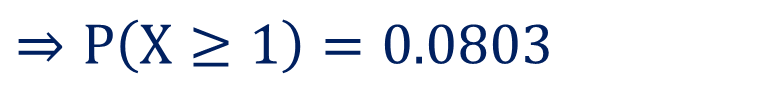 ⇒ P(X ≥ 1) = 0.0803